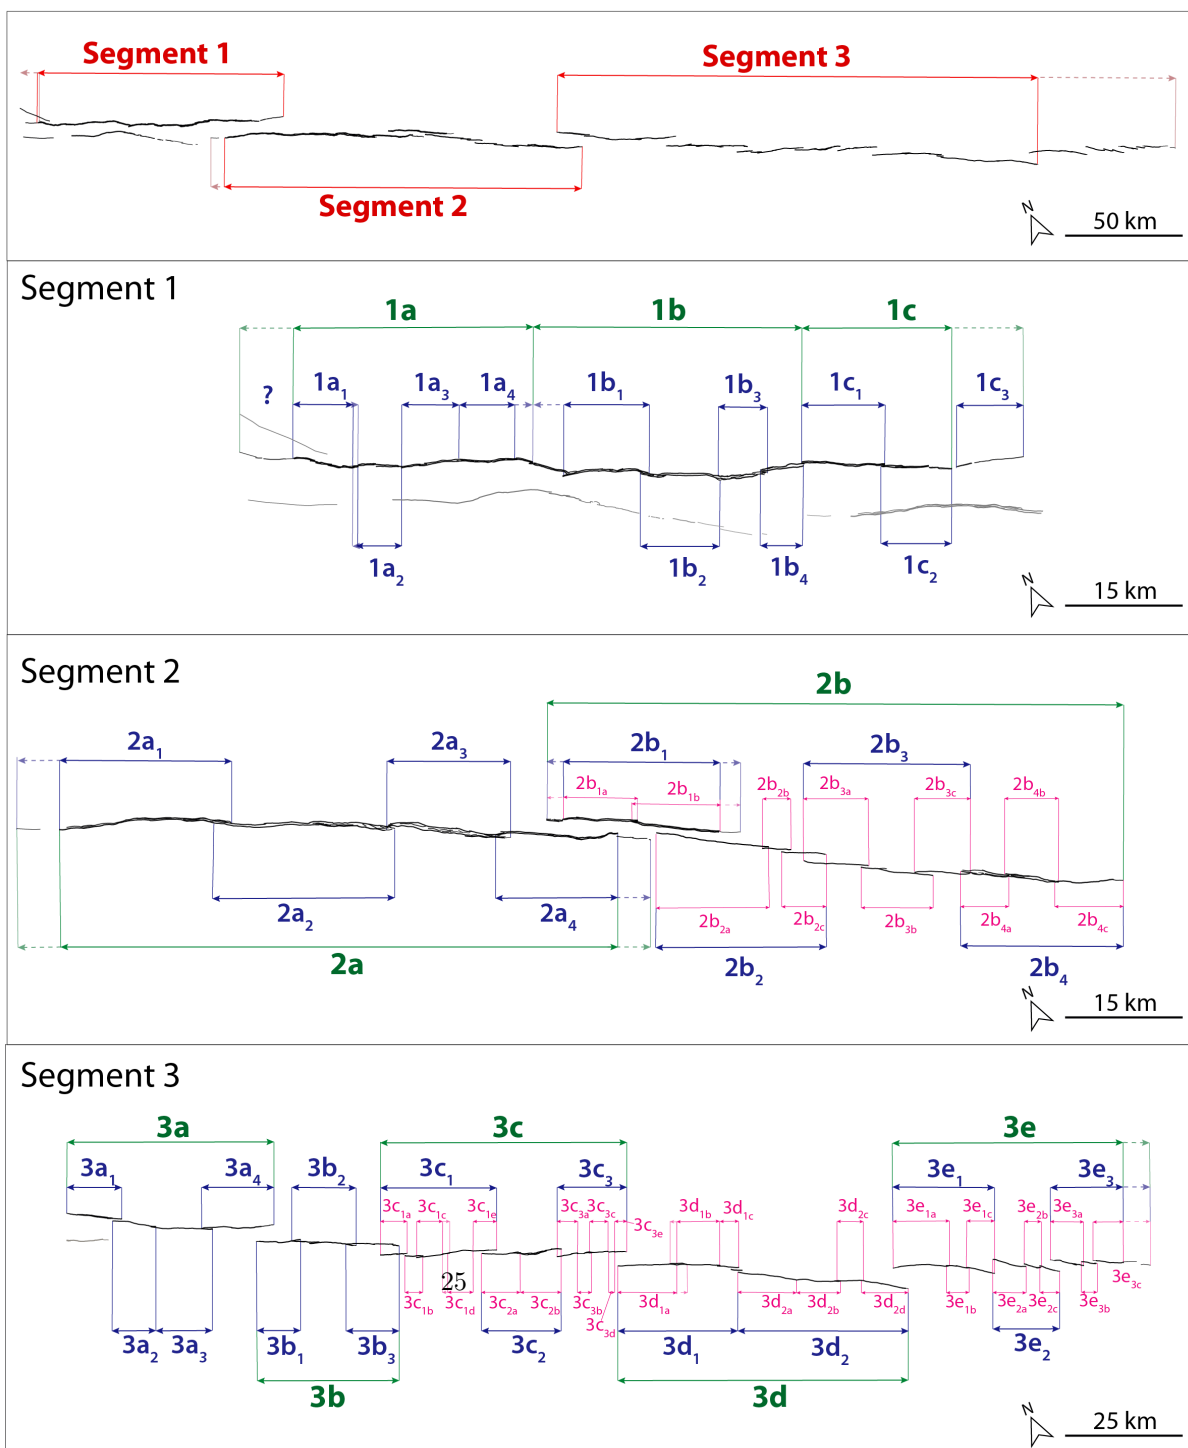 Segment 1
Segment 3
Segment 2
N
50 km
Segment 1
1a 1b 1c
? 1a1 1a3 1a4 1b1 1b3 1c1 1c3
1a2 1b2 1b4 1c2
N
15 km
Segment 2
2b
2a1 2a3 2b1 2b3
2b1a 2b1b 2b2b 2b3a 2b3c 2b4b
2a2 2a4 2b2a 2b2c 2b3b 2b4a 2b4c
2a 2b2 2b4
N
15 km
Segment 3
3a 3c 3e
3a1 3a4 3b2 3c1 3c3 3e1 3e3
3c1a 3c1c 3c1e 3c3a 3c3c 3c3e 3d1b 3d1c 3d2c 3e1a 3e1c 3e2b 3e3a
25
3c1b 3c1d 3c2a 3c2b 3c3b 3c3d 3d1a 3d2a 3d2b 3d2d 3e1b 3e2a 3e2c 3e3b 3e3c
3a2 3a3 3b1 3b3 3c2 3d1 3d2 3e2
3b 3d
N
25 km